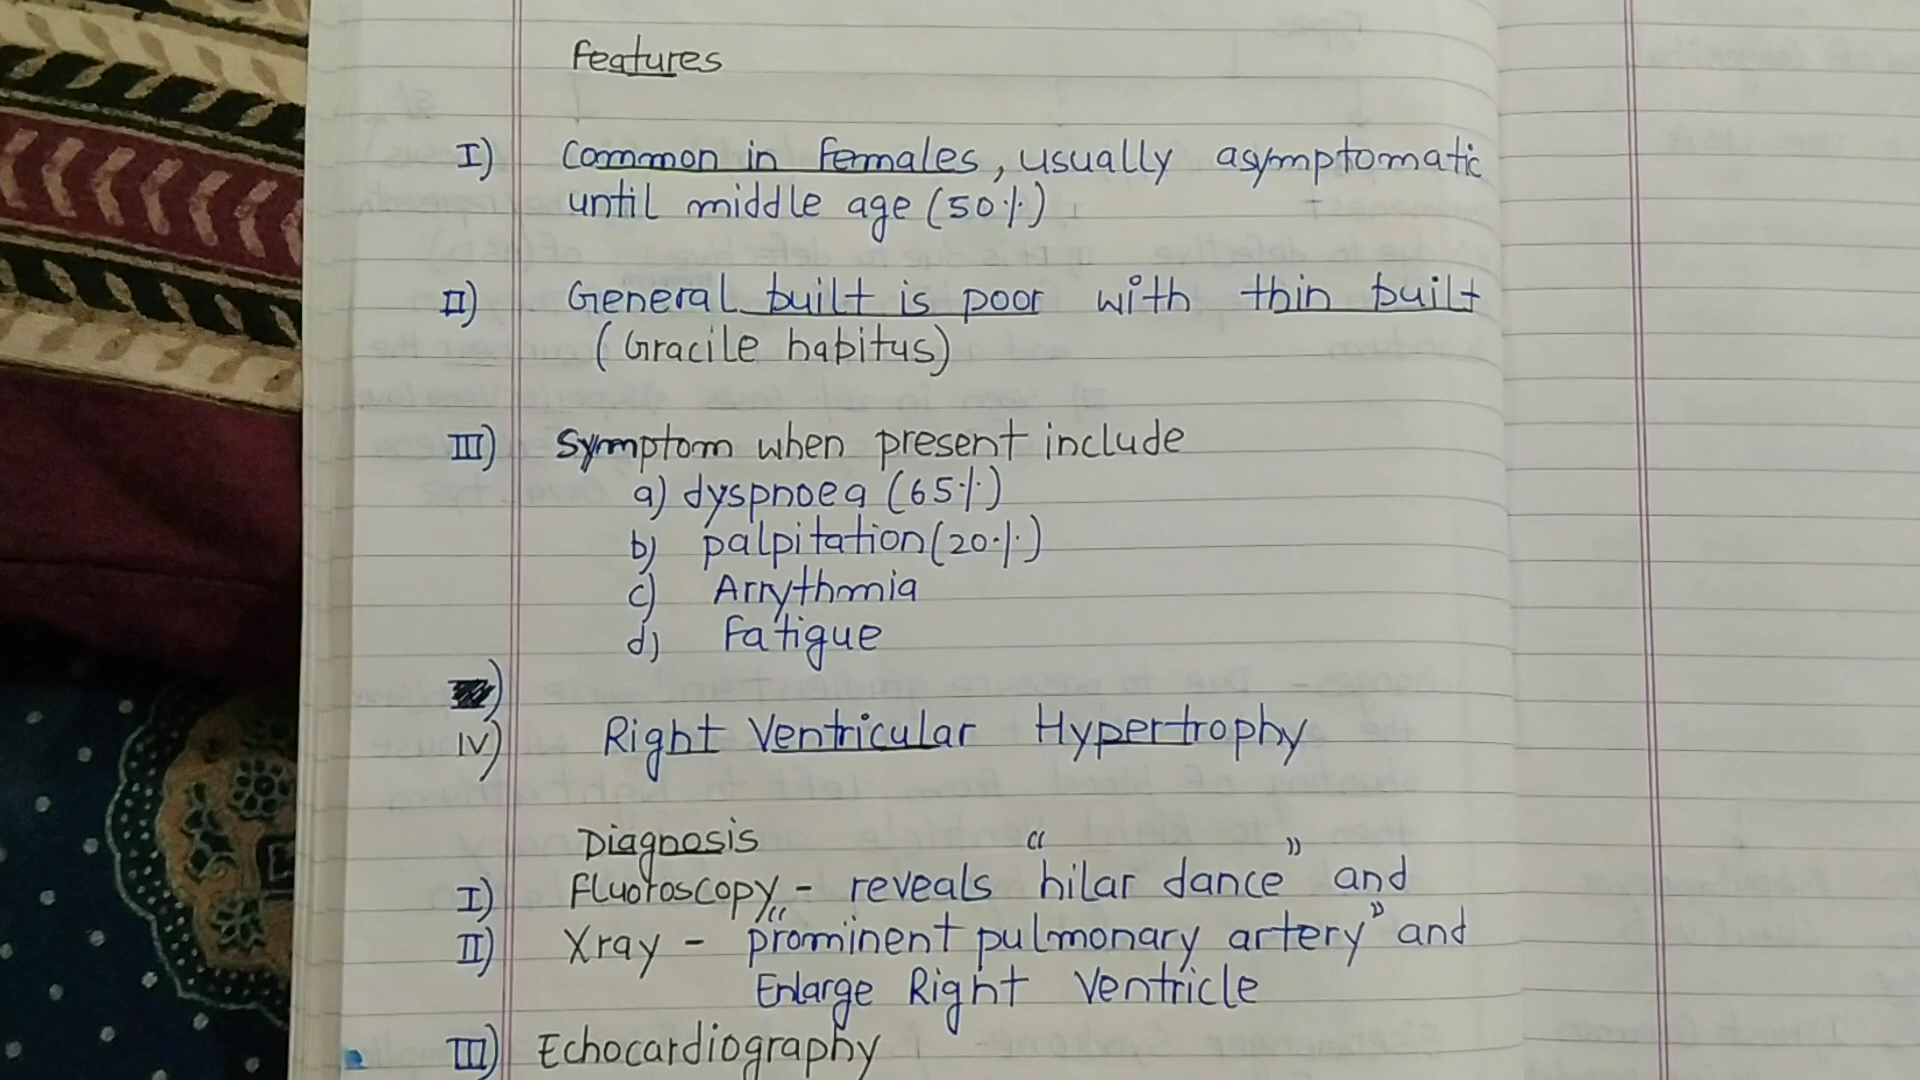 Features
I) Common in females, usually asymptomatic
until middle age (50%)
II) General built is poor with thin built
(Gracile habitus)
III) Symptom when present include
a) dyspnoea (65%)
b) palpitation (20%)
c) Arrythmia
d) Fatigue
IV) Right Ventricular Hypertrophy
Diagnosis
I) Fluoroscopy - reveals "hilar dance" and
II) Xray - "prominent pulmonary artery" and
Enlarge Right Ventricle
III) Echocardiography